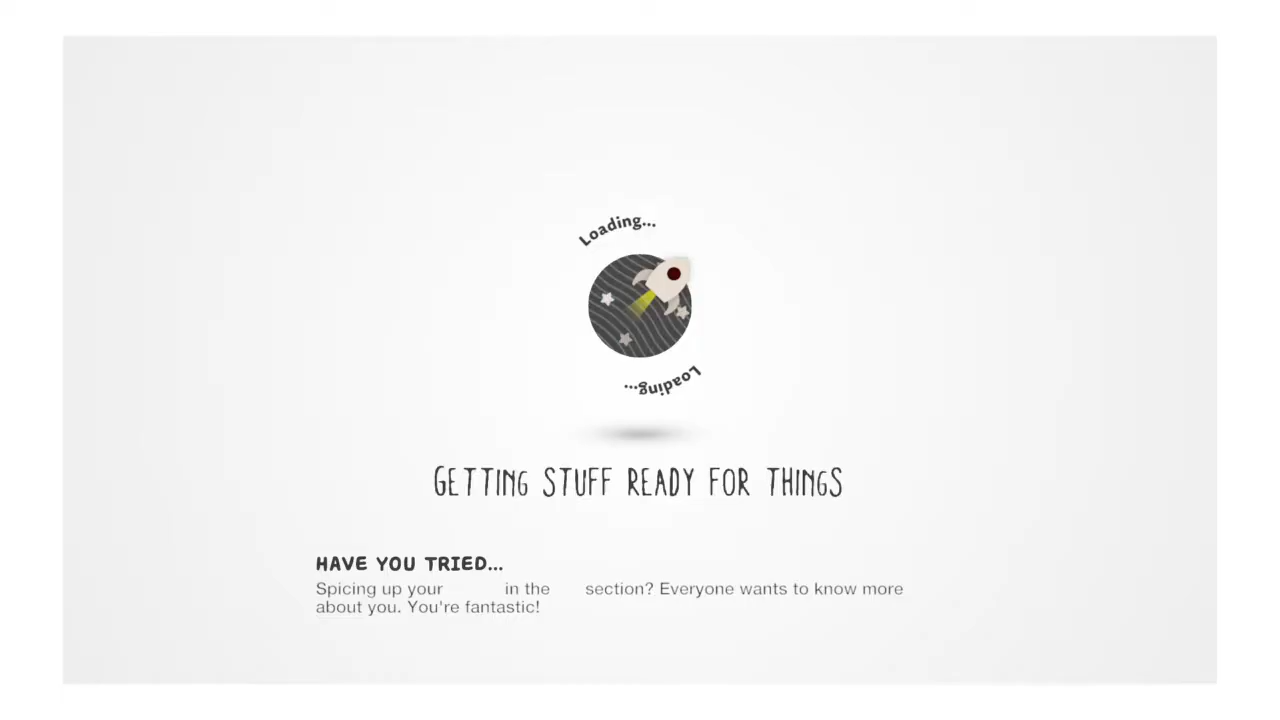 Loading...
Loading...
GETTING STUFF READY FOR THINGS
HAVE YOU TRIED...
Spicing up your in the section? Everyone wants to know more
about you. You're fantastic!